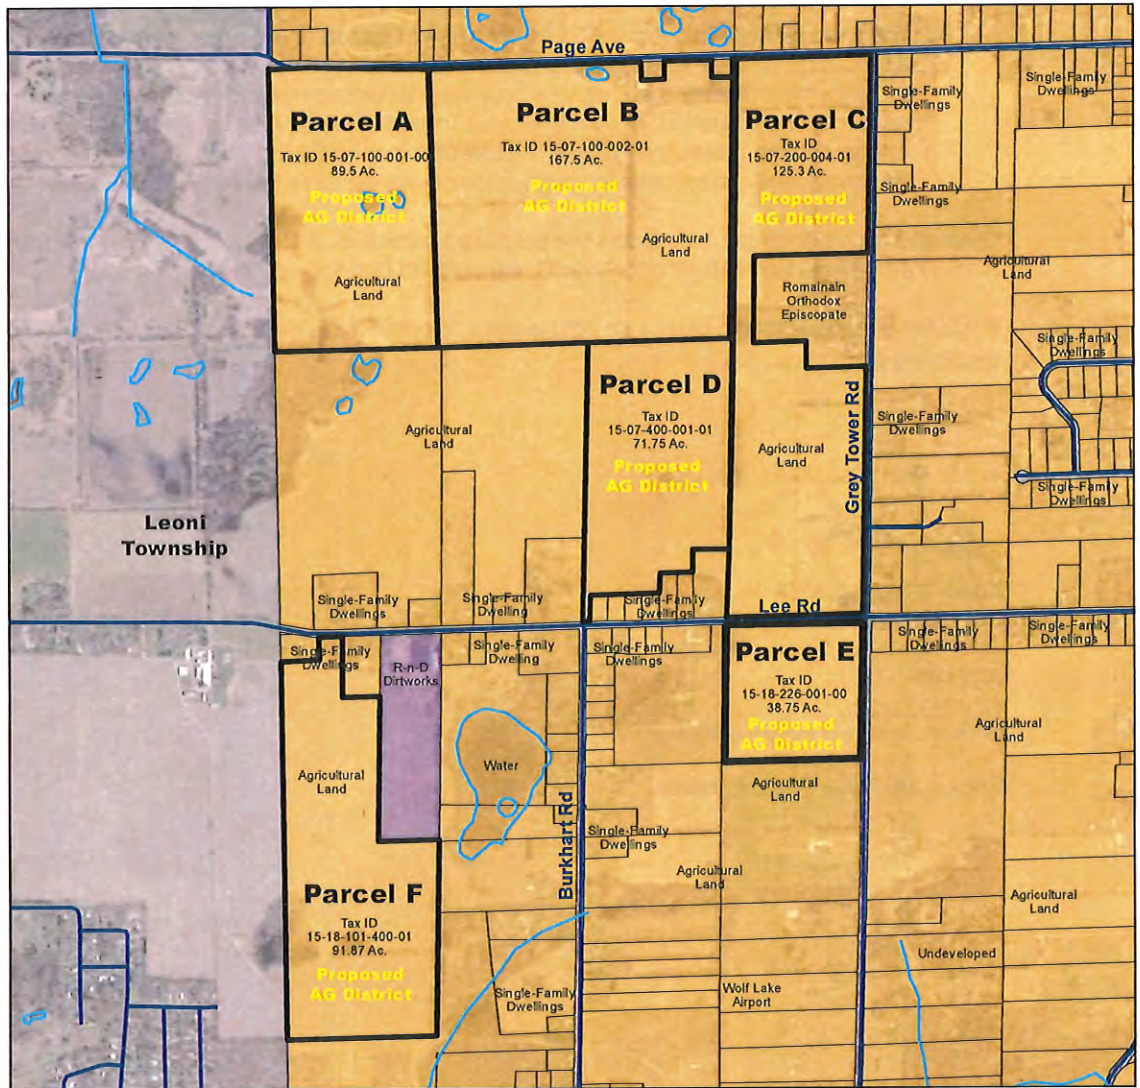 Page Ave
Parcel A
Tax ID 15-07-100-001-00
89.5 Ac.
Proposed
AG District
Agricultural
Land
Parcel B
Tax ID 15-07-100-002-01
167.5 Ac.
Proposed
AG District
Agricultural
Land
Parcel C
Tax ID
15-07-200-004-01
125.3 Ac.
Proposed
AG District
Romainain
Orthodox
Episcopate
Single-Family
Dwellings
Single-Family
Dwellings
Single-Family
Dwellings
Agricultural
Land
Single-Family
Dwellings
Parcel D
Tax ID
15-07-400-001-01
71.75 Ac.
Proposed
AG District
Agricultural
Land
Agricultural
Land
Grey Tower Rd
Single-Family
Dwellings
Single-Family
Dwellings
Leoni
Township
Single-Family
Dwellings
Single-Family
Dwelling
Single-Family
Dwellings
Lee Rd
Single-Family
Dwellings
R-n-D
Dirtworks
Single-Family
Dwelling
Single-Family
Dwellings
Parcel E
Tax ID
15-18-226-001-00
38.75 Ac.
Proposed
AG District
Single-Family
Dwellings
Single-Family
Dwellings
Agricultural
Land
Agricultural
Land
Water
Agricultural
Land
Burkhart Rd
Single-Family
Dwellings
Agricultural
Land
Agricultural
Land
Parcel F
Tax ID
15-18-101-400-01
91.87 Ac.
Proposed
AG District
Undeveloped
Single-Family
Dwellings
Wolf Lake
Airport